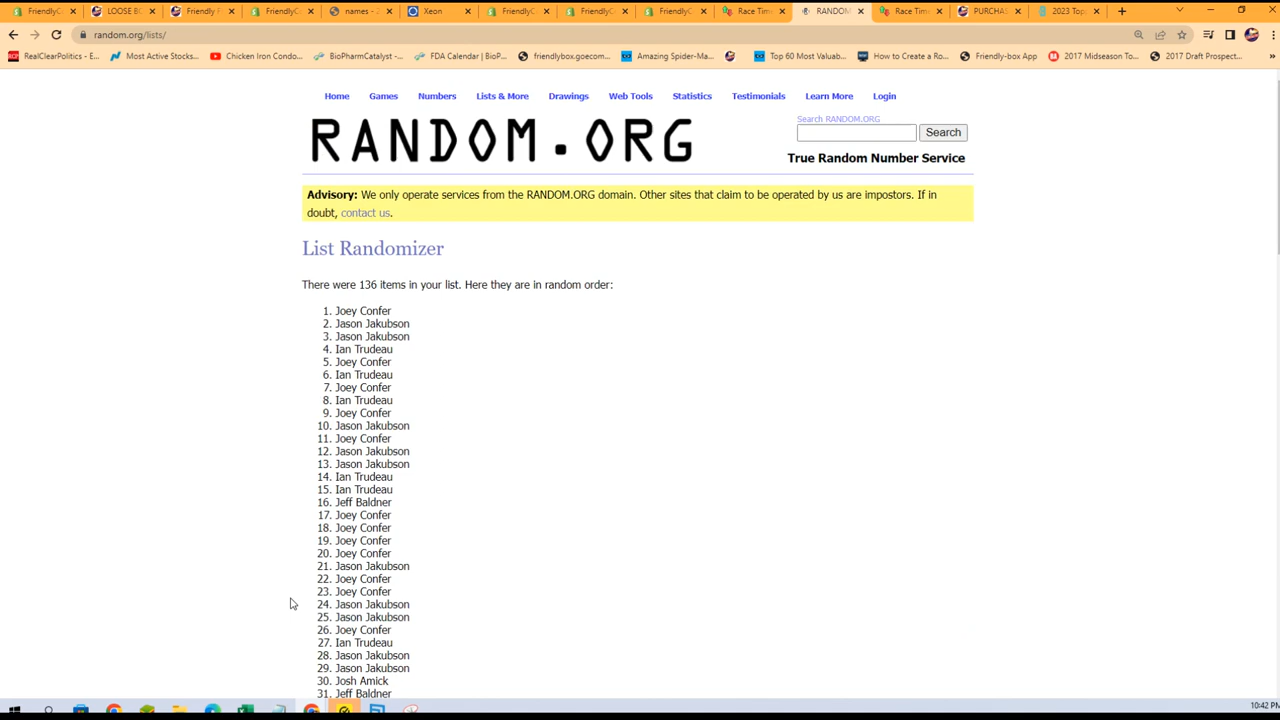 FriendlyC
LOOSE BO
Friendly F
FriendlyC
names - J
Xeon
FriendlyC
FriendlyC
FriendlyC
Race Time
RANDOM
Race Time
PURCHAS
2023 Top
random.org/lists/
RealClearPolitics - E...
Most Active Stocks...
Chicken Iron Condo...
BioPharmCatalyst -...
FDA Calendar | BioP...
friendlybox.goecom...
Amazing Spider-Ma...
Top 60 Most Valuab...
How to Create a Ro...
Friendly-box App
2017 Midseason To...
2017 Draft Prospect...
»
Home Games Numbers Lists & More Drawings Web Tools Statistics Testimonials Learn More Login
Search RANDOM.ORG
RANDOM.ORG
Search
True Random Number Service
Advisory: We only operate services from the RANDOM.ORG domain. Other sites that claim to be operated by us are impostors. If in
doubt, contact us.
List Randomizer
There were 136 items in your list. Here they are in random order:
1. Joey Confer
2. Jason Jakubson
3. Jason Jakubson
4. Ian Trudeau
5. Joey Confer
6. Ian Trudeau
7. Joey Confer
8. Ian Trudeau
9. Joey Confer
10. Jason Jakubson
11. Joey Confer
12. Jason Jakubson
13. Jason Jakubson
14. Ian Trudeau
15. Ian Trudeau
16. Jeff Baldner
17. Joey Confer
18. Joey Confer
19. Joey Confer
20. Joey Confer
21. Jason Jakubson
22. Joey Confer
23. Joey Confer
24. Jason Jakubson
25. Jason Jakubson
26. Joey Confer
27. Ian Trudeau
28. Jason Jakubson
29. Jason Jakubson
30. Josh Amick
31. Jeff Baldner
10:42 PM